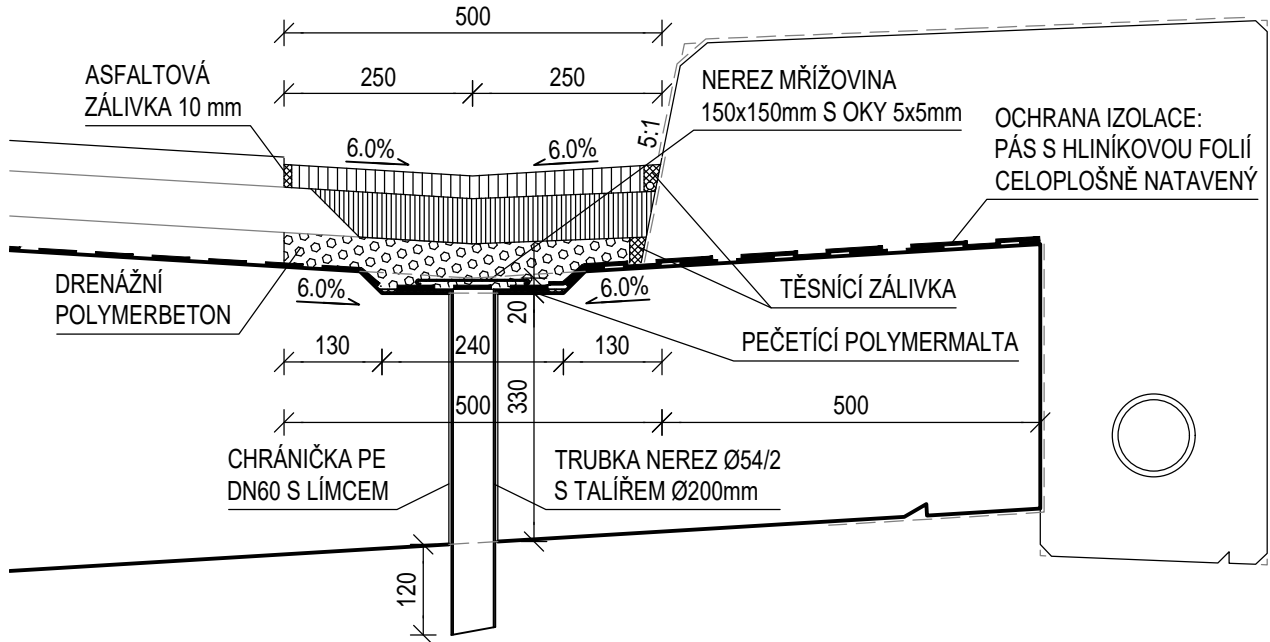 500
250
250
ASFALTOVÁ
ZÁLIVKA 10 mm
NEREZ MŘÍŽOVINA
150x150mm S OKY 5x5mm
OCHRANA IZOLACE:
PÁS S HLINÍKOVOU FOLIÍ
CELOPLOŠNĚ NATAVENÝ
5:1
6.0%
6.0%
DRENÁŽNÍ
POLYMERBETON
6.0%
6.0%
TĚSNÍCÍ ZÁLIVKA
20
PEČETÍCÍ POLYMERMALTA
130
240
130
330
500
500
CHRÁNIČKA PE
DN60 S LÍMCEM
TRUBKA NEREZ Ø54/2
S TALÍŘEM Ø200mm
120